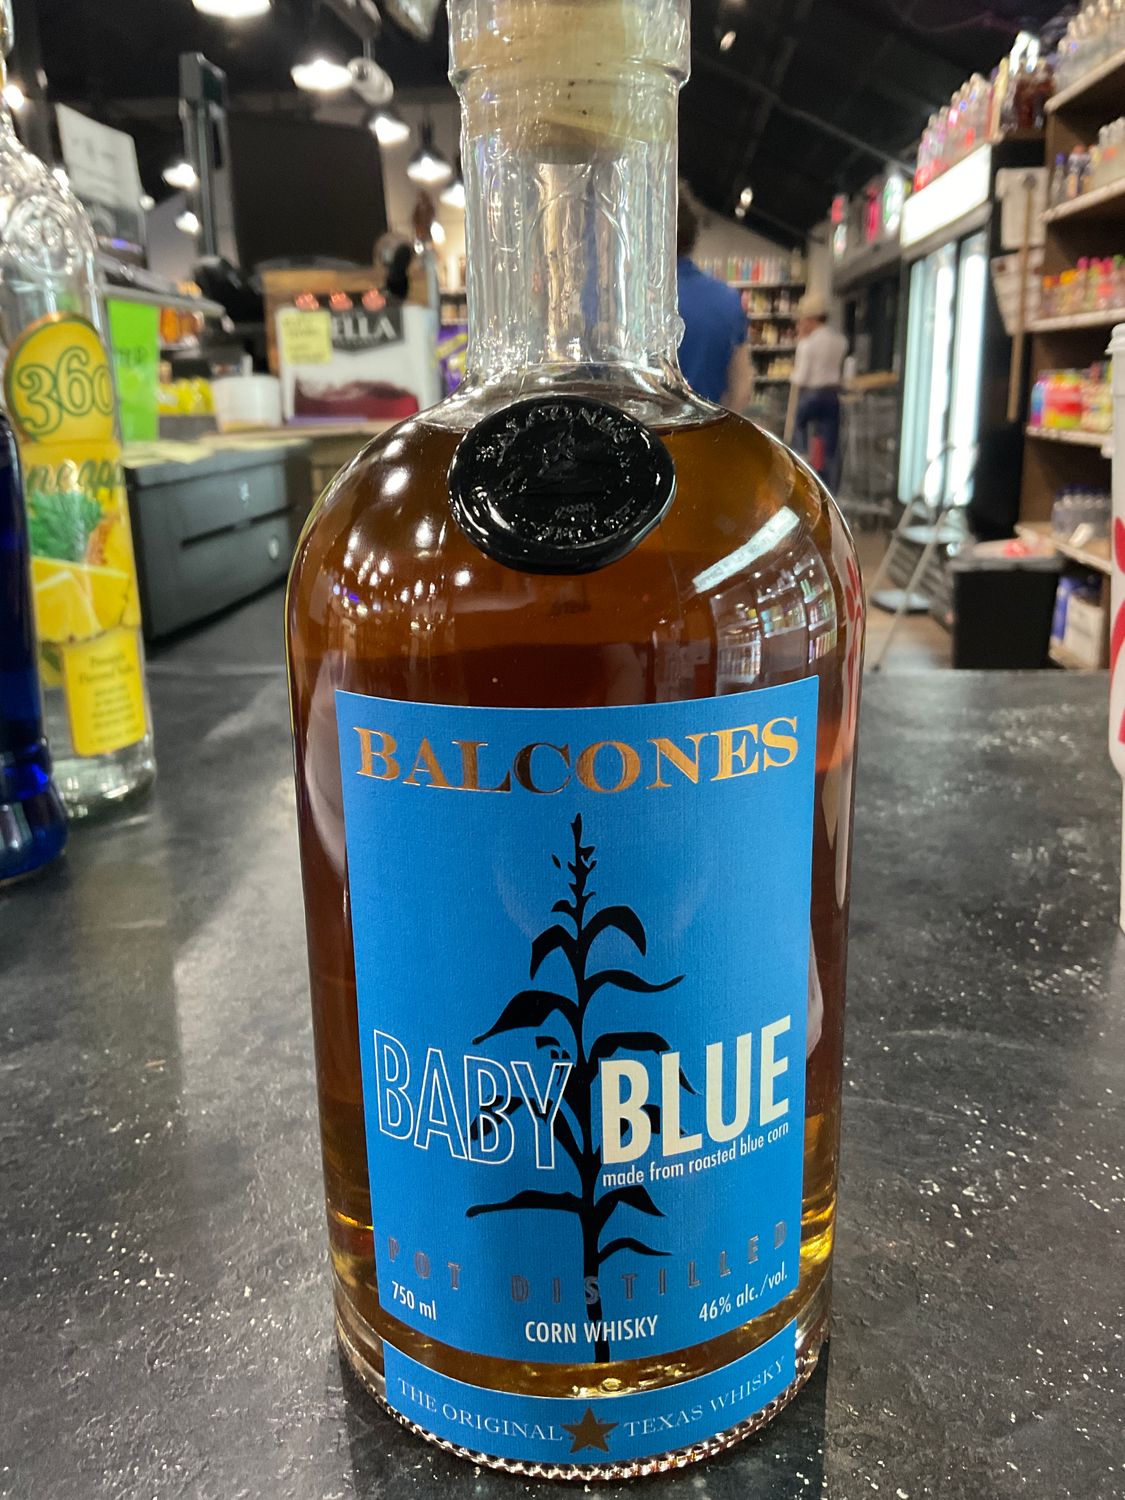 BALCONES
BALCONES
BABY BLUE
made from roasted blue corn
POT DISTILLED
750 ml
CORN WHISKY
46% alc./vol.
THE ORIGINAL TEXAS WHISKY
360